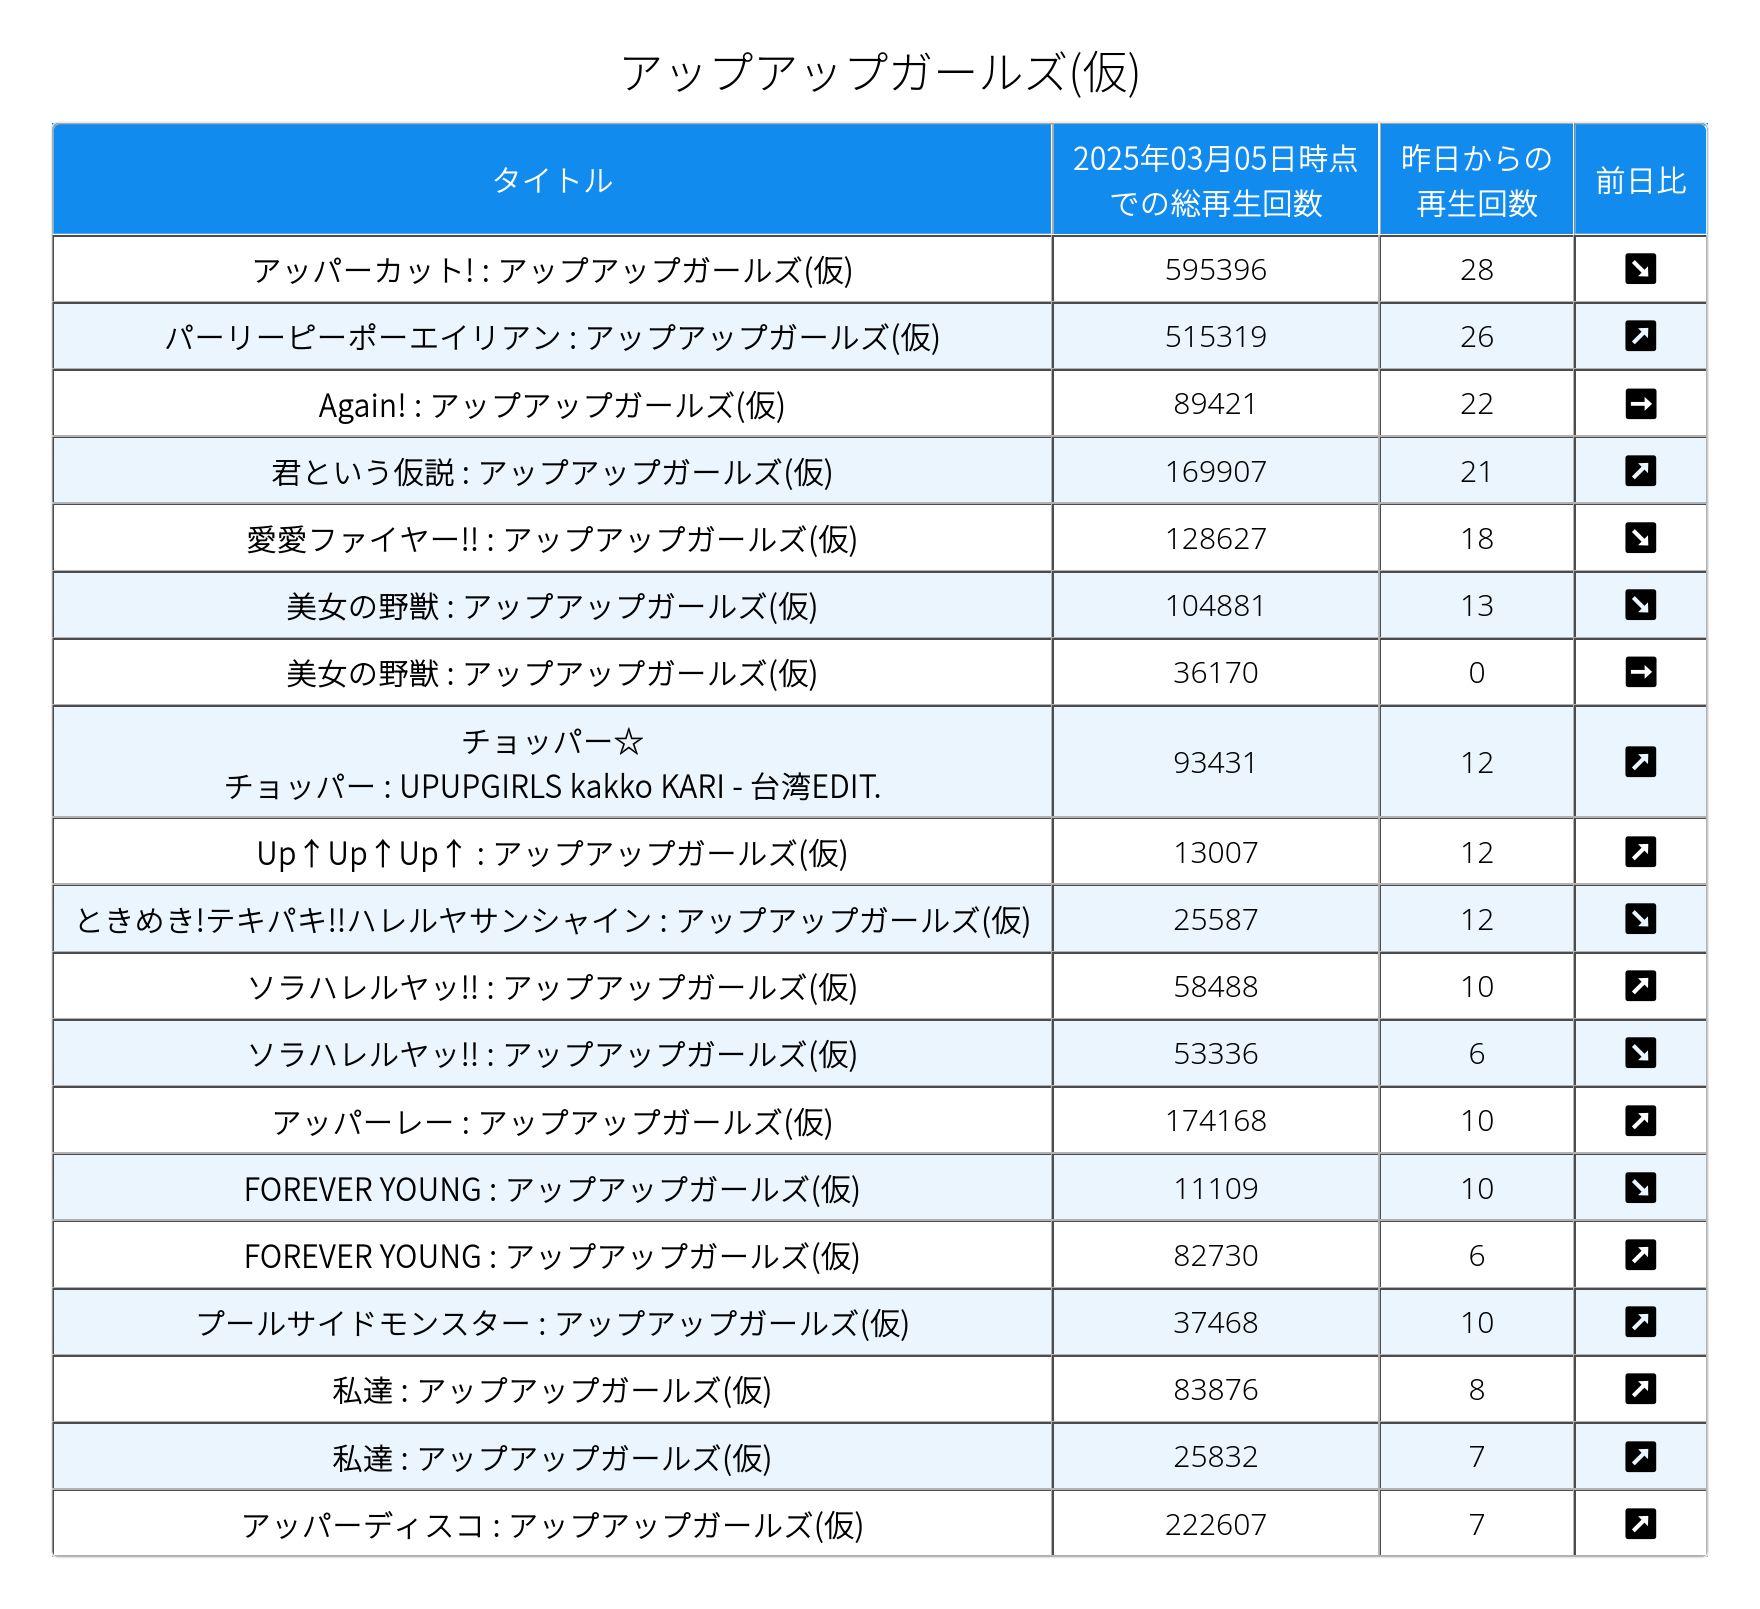 アップアップガールズ(仮)
タイトル
2025年03月05日時点
での総再生回数
昨日からの
再生回数
前日比
アッパーカット! : アップアップガールズ(仮) 595396 28
パーリーピーポーエイリアン : アップアップガールズ(仮) 515319 26
Again! : アップアップガールズ(仮) 89421 22
君という仮説 : アップアップガールズ(仮) 169907 21
愛愛ファイヤー!! : アップアップガールズ(仮) 128627 18
美女の野獣 : アップアップガールズ(仮) 104881 13
美女の野獣 : アップアップガールズ(仮) 36170 0
チョッパー☆
チョッパー : UPUPGIRLS kakko KARI - 台湾EDIT. 93431 12
Up↑Up↑Up↑ : アップアップガールズ(仮) 13007 12
ときめき!テキパキ!!ハレルヤサンシャイン : アップアップガールズ(仮) 25587 12
ソラハレルヤッ!! : アップアップガールズ(仮) 58488 10
ソラハレルヤッ!! : アップアップガールズ(仮) 53336 6
アッパーレー : アップアップガールズ(仮) 174168 10
FOREVER YOUNG : アップアップガールズ(仮) 11109 10
FOREVER YOUNG : アップアップガールズ(仮) 82730 6
プールサイドモンスター : アップアップガールズ(仮) 37468 10
私達 : アップアップガールズ(仮) 83876 8
私達 : アップアップガールズ(仮) 25832 7
アッパーディスコ : アップアップガールズ(仮) 222607 7